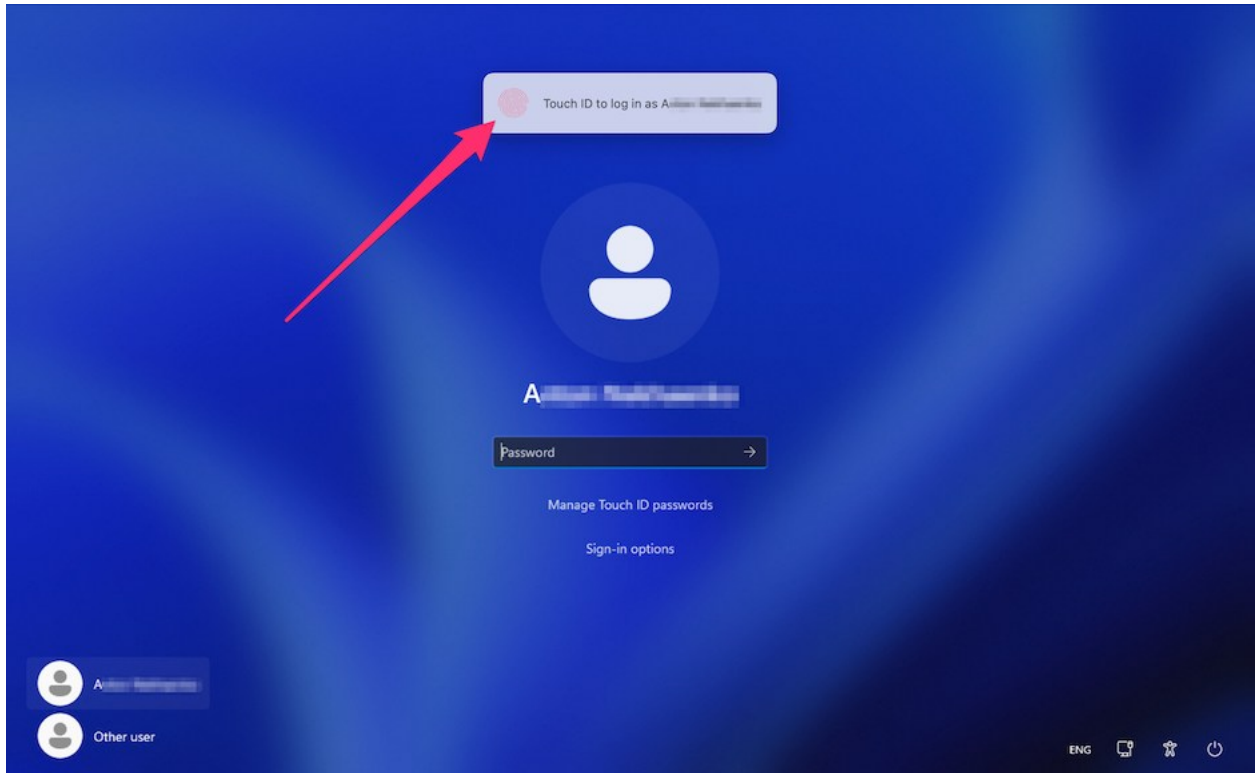 Touch ID to log in as A
A
Password
Manage Touch ID passwords
Sign-in options
A
Other user
ENG